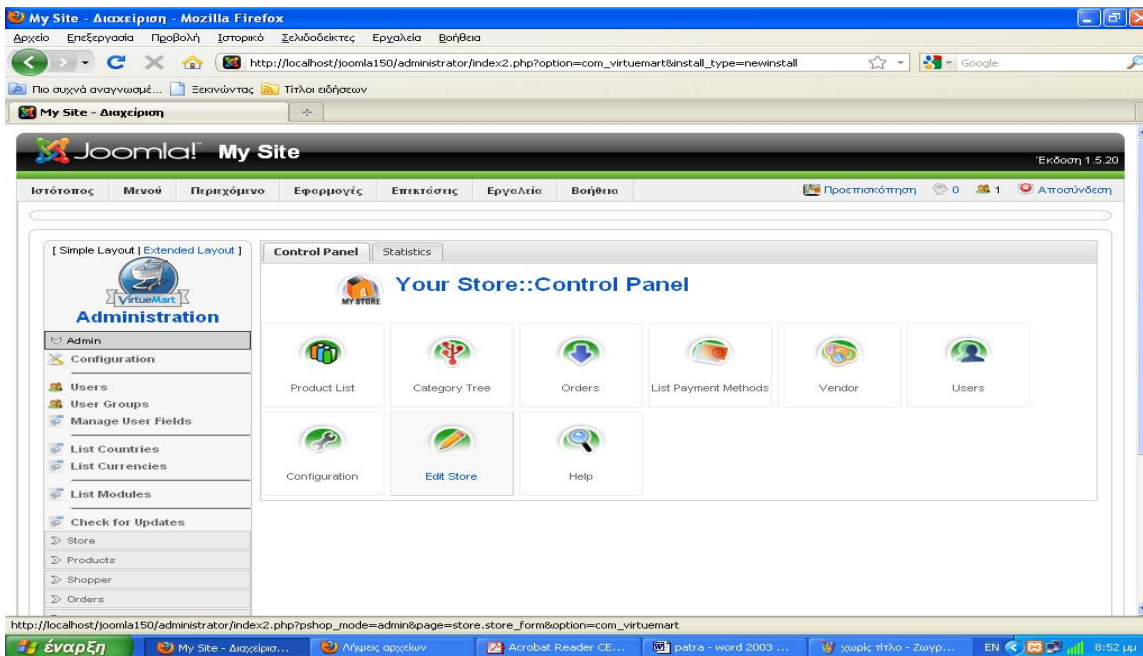 My Site - Διαχείριση - Mozilla Firefox
Αρχείο Επεξεργασία Προβολή Ιστορικό Σελιδοδείκτες Εργαλεία Βοήθεια
http://localhost/joomla150/administrator/index2.php?option=com_virtuemart&install_type=newinstall
Google
Πιο συχνά αναγνωσμέ... Ξεκινώντας Τίτλοι ειδήσεων
My Site - Διαχείριση
Joomla! My Site
Έκδοση 1.5.20
Ιστότοπος Μενού Περιεχόμενο Εφαρμογές Επεκτάσεις Εργαλεία Βοήθεια Προεπισκόπηση 0 1 Αποσύνδεση
[ Simple Layout | Extended Layout ]
VirtueMart
Administration
Admin
Configuration
Users
User Groups
Manage User Fields
List Countries
List Currencies
List Modules
Check for Updates
Store
Products
Shopper
Orders
Control Panel Statistics
MY STORE
Your Store::Control Panel
Product List Category Tree Orders List Payment Methods Vendor Users
Configuration Edit Store Help
http://localhost/joomla150/administrator/index2.php?pshop_mode=admin&page=store.store_form&option=com_virtuemart
έναρξη My Site - Διαχείρισ... Λήψεις αρχείων Acrobat Reader CE... patra - word 2003 ... χωρίς τίτλο - Ζωγρ... EN 8:52 μμ